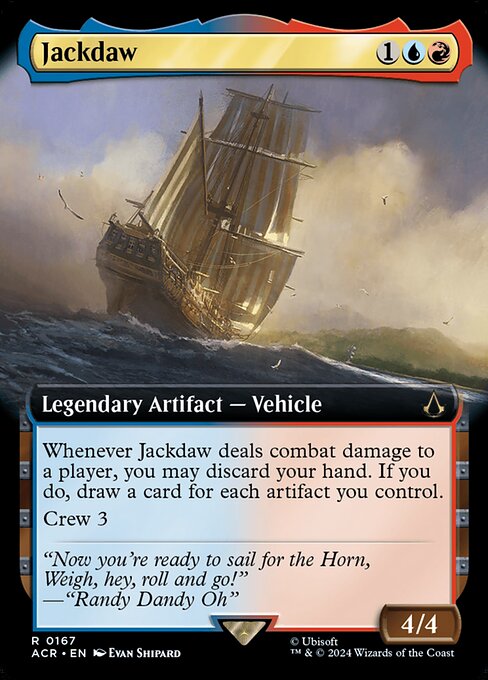 Jackdaw 1
Legendary Artifact — Vehicle
Whenever Jackdaw deals combat damage to
a player, you may discard your hand. If you
do, draw a card for each artifact you control.
Crew 3
“Now you’re ready to sail for the Horn,
Weigh, hey, roll and go!”
—“Randy Dandy Oh”
4/4
R 0167
ACR • EN Evan Shipard
© Ubisoft
™ & © 2024 Wizards of the Coast